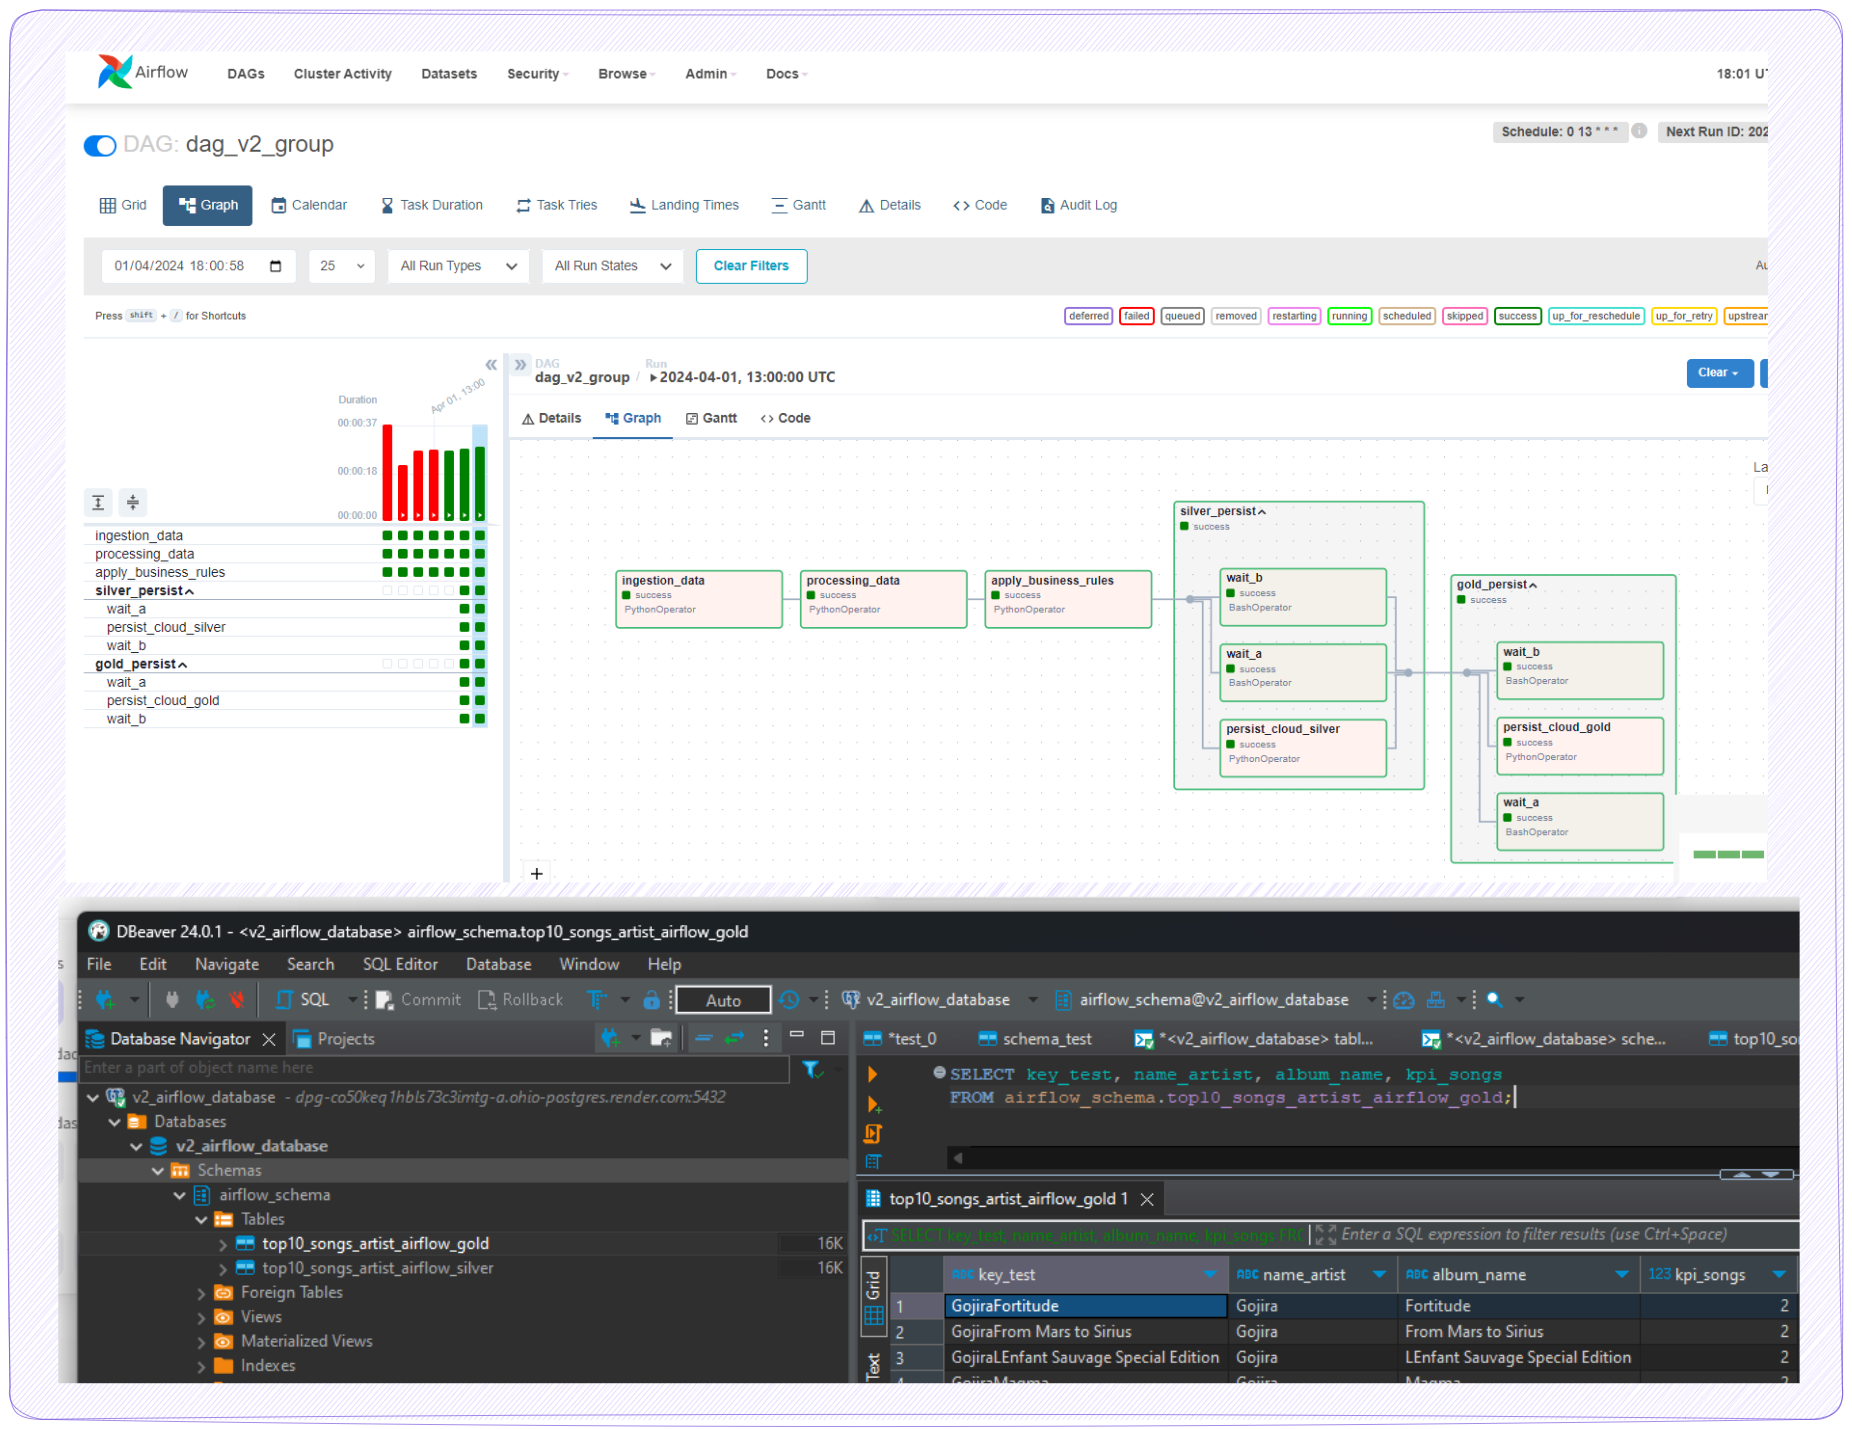 Airflow DAGs Cluster Activity Datasets Security Browse Admin Docs 18:01
DAG: dag_v2_group
Schedule: 0 13 * * * Next Run ID: 202
Grid Graph Calendar Task Duration Task Tries Landing Times Gantt Details Code Audit Log
01/04/2024 18:00:58 25 All Run Types All Run States Clear Filters
Press shift + / for Shortcuts
deferred failed queued removed restarting running scheduled skipped success up_for_reschedule up_for_retry
Duration
Apr 01, 13:00
00:00:37
00:00:18
00:00:00
ingestion_data
processing_data
apply_business_rules
silver_persist
wait_a
persist_cloud_silver
wait_b
gold_persist
wait_a
persist_cloud_gold
wait_b
DAG Run
dag_v2_group / 2024-04-01, 13:00:00 UTC
Clear
Details Graph Gantt Code
La
ingestion_data
success
PythonOperator
processing_data
success
PythonOperator
apply_business_rules
success
PythonOperator
silver_persist
success
wait_b
success
BashOperator
wait_a
success
BashOperator
persist_cloud_silver
success
PythonOperator
gold_persist
success
wait_b
success
BashOperator
persist_cloud_gold
success
PythonOperator
wait_a
success
BashOperator
+
DBeaver 24.0.1 - <v2_airflow_database> airflow_schema.top10_songs_artist_airflow_gold
File Edit Navigate Search SQL Editor Database Window Help
SQL Commit Rollback Auto v2_airflow_database airflow_schema@v2_airflow_database
Database Navigator Projects
Enter a part of object name here
v2_airflow_database - dpg-co50keq1hbls73c3imtg-a.ohio-postgres.render.com:5432
Databases
v2_airflow_database
Schemas
airflow_schema
Tables
top10_songs_artist_airflow_gold 16K
top10_songs_artist_airflow_silver 16K
Foreign Tables
Views
Materialized Views
Indexes
*test_0 schema_test *<v2_airflow_database> tabl... *<v2_airflow_database> sche... top10_so
SELECT key_test, name_artist, album_name, kpi_songs
FROM airflow_schema.top10_songs_artist_airflow_gold;
top10_songs_artist_airflow_gold 1
SELECT key_test, name_artist, album_name, kpi_songs FRO Enter a SQL expression to filter results (use Ctrl+Space)
Grid
Text
ABC key_test ABC name_artist ABC album_name 123 kpi_songs
1 GojiraFortitude Gojira Fortitude 2
2 GojiraFrom Mars to Sirius Gojira From Mars to Sirius 2
3 GojiraLEnfant Sauvage Special Edition Gojira LEnfant Sauvage Special Edition 2
4 GojiraMagma Gojira Magma 2